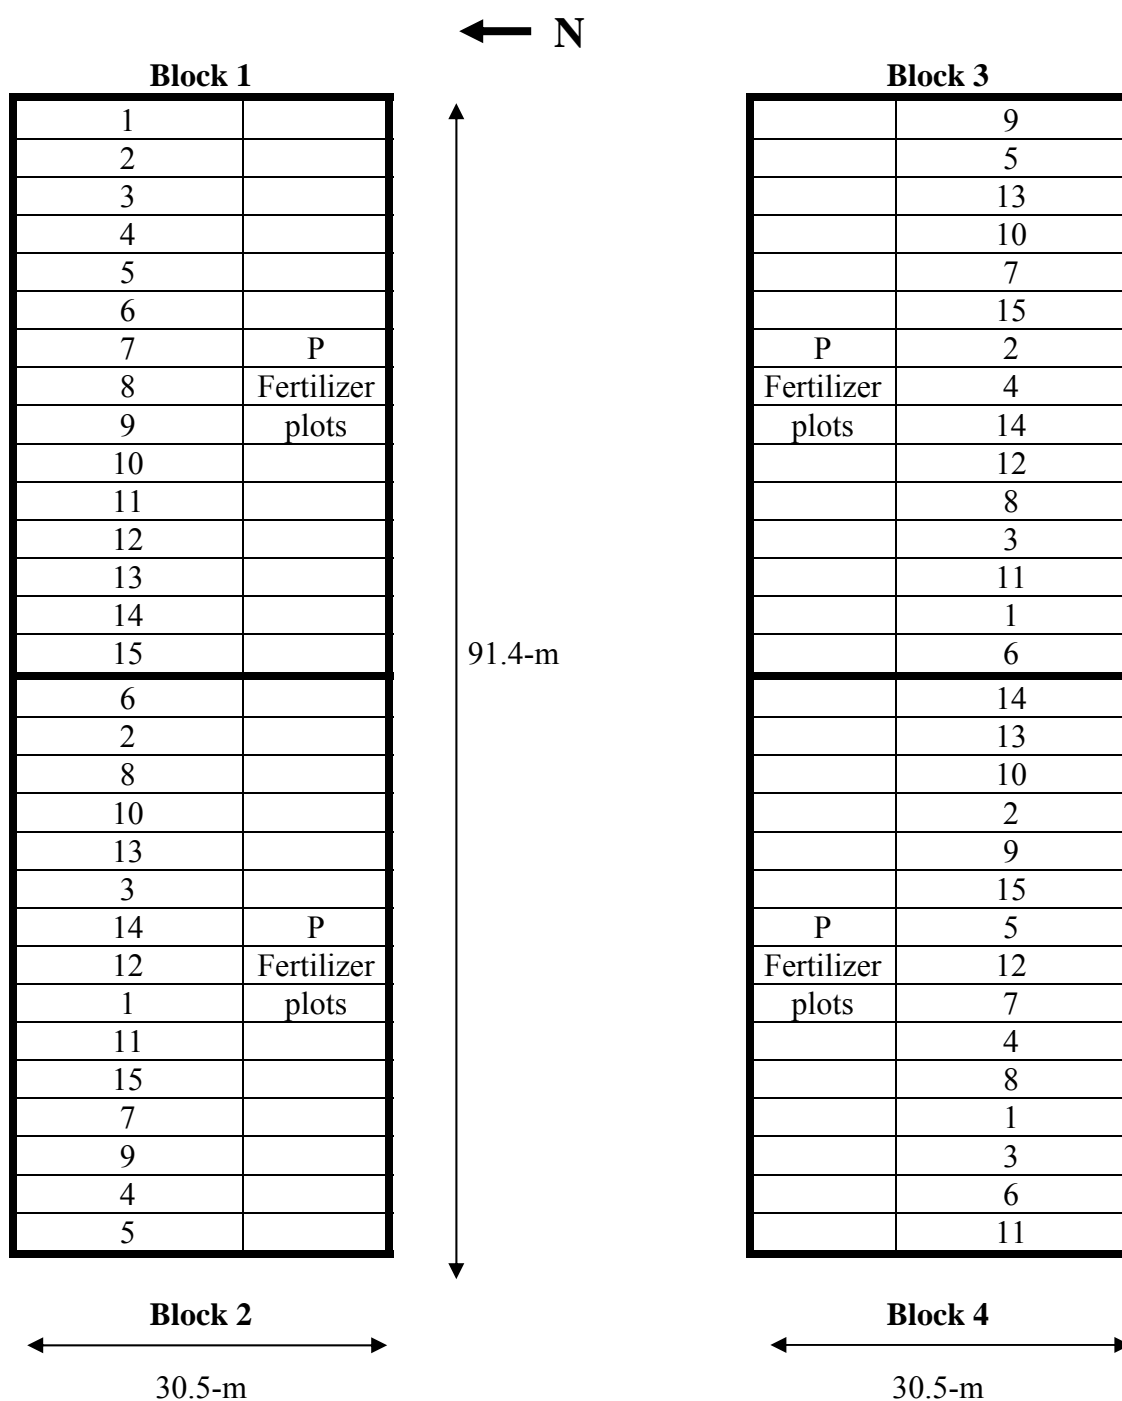 N
Block 1
1
2
3
4
5
6
7 P
8 Fertilizer
9 plots
10
11
12
13
14
15
6
2
8
10
13
3
14 P
12 Fertilizer
1 plots
11
15
7
9
4
5
Block 2
30.5-m
91.4-m
Block 3
9
5
13
10
7
15
P 2
Fertilizer 4
plots 14
12
8
3
11
1
6
14
13
10
2
9
15
P 5
Fertilizer 12
plots 7
4
8
1
3
6
11
Block 4
30.5-m